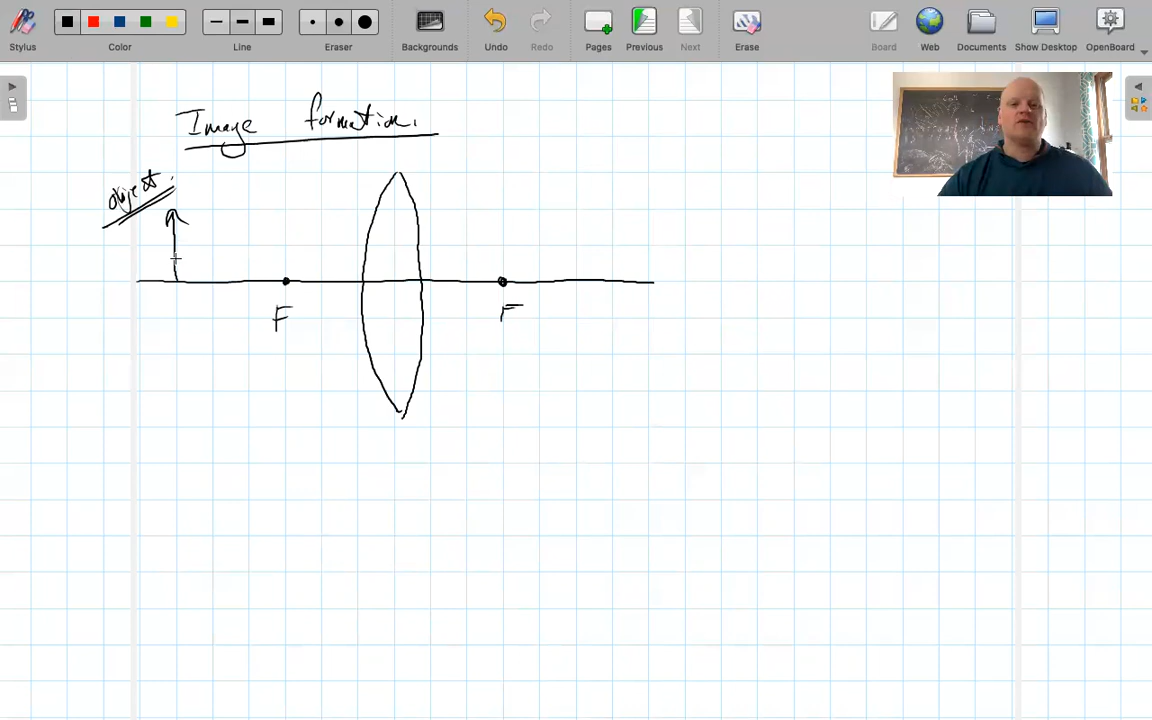 Stylus
Color
Line
Eraser
Backgrounds
Undo
Redo
Pages
Previous
Next
Erase
Board
Web
Documents
Show Desktop
OpenBoard
Image formation.
object.
F
F